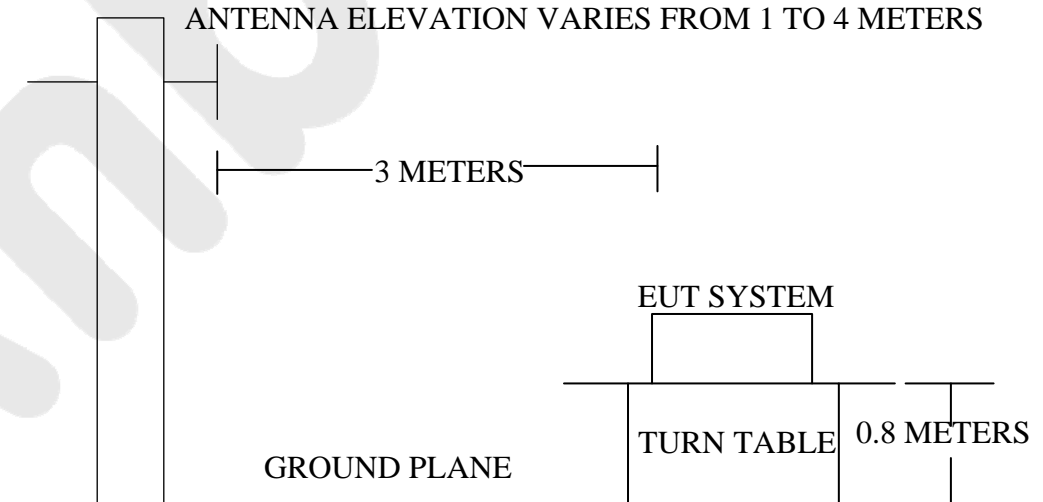 ANTENNA ELEVATION VARIES FROM 1 TO 4 METERS
3 METERS
EUT SYSTEM
TURN TABLE
0.8 METERS
GROUND PLANE